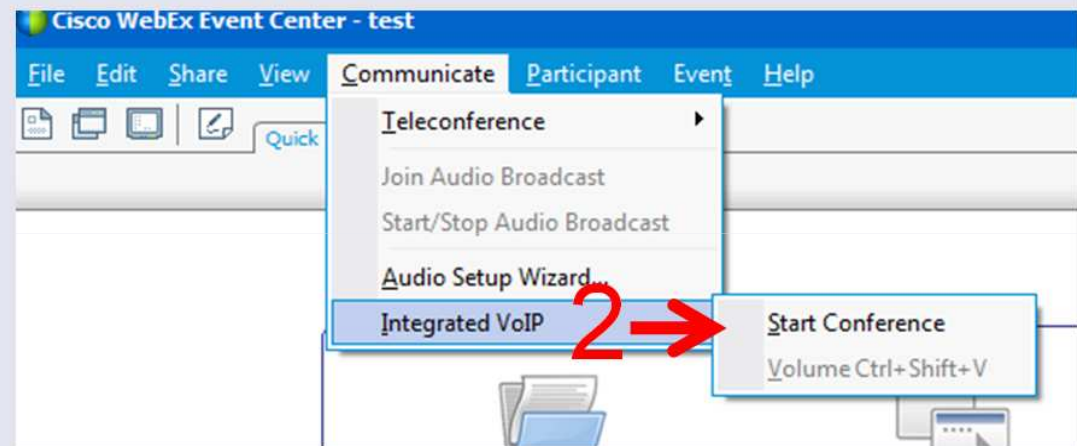 Cisco WebEx Event Center - test
File Edit Share View Communicate Participant Event Help
Quick
Teleconference
Join Audio Broadcast
Start/Stop Audio Broadcast
Audio Setup Wizard...
Integrated VoIP
2
Start Conference
Volume Ctrl+Shift+V